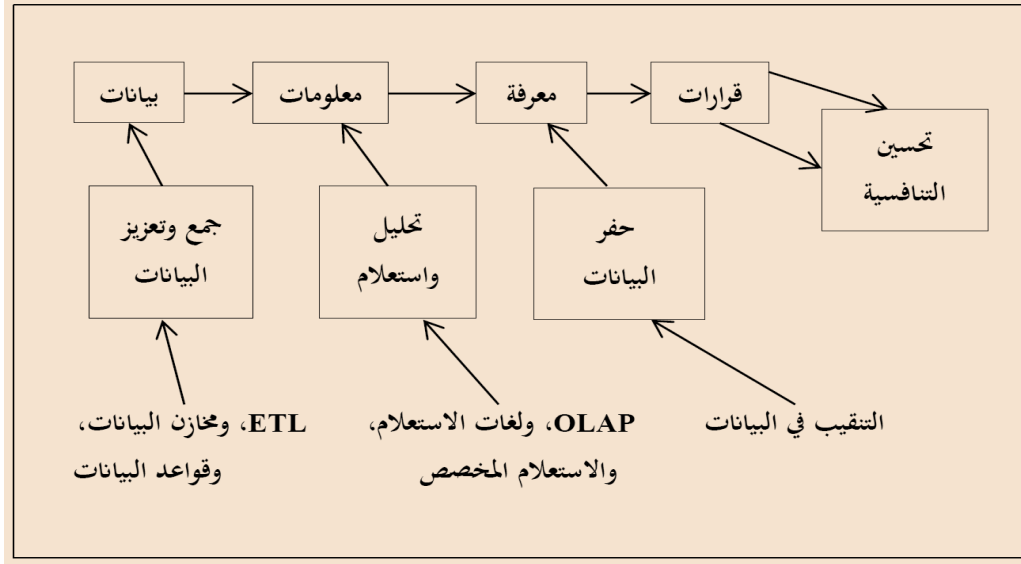 بيانات
معلومات
معرفة
قرارات
تحسين
التنافسية
جمع وتعزيز
البيانات
تحليل
واستعلام
حفر
البيانات
ETL، ومخازن البيانات،
وقواعد البيانات
OLAP، ولغات الاستعلام،
والاستعلام المخصص
التنقيب في البيانات